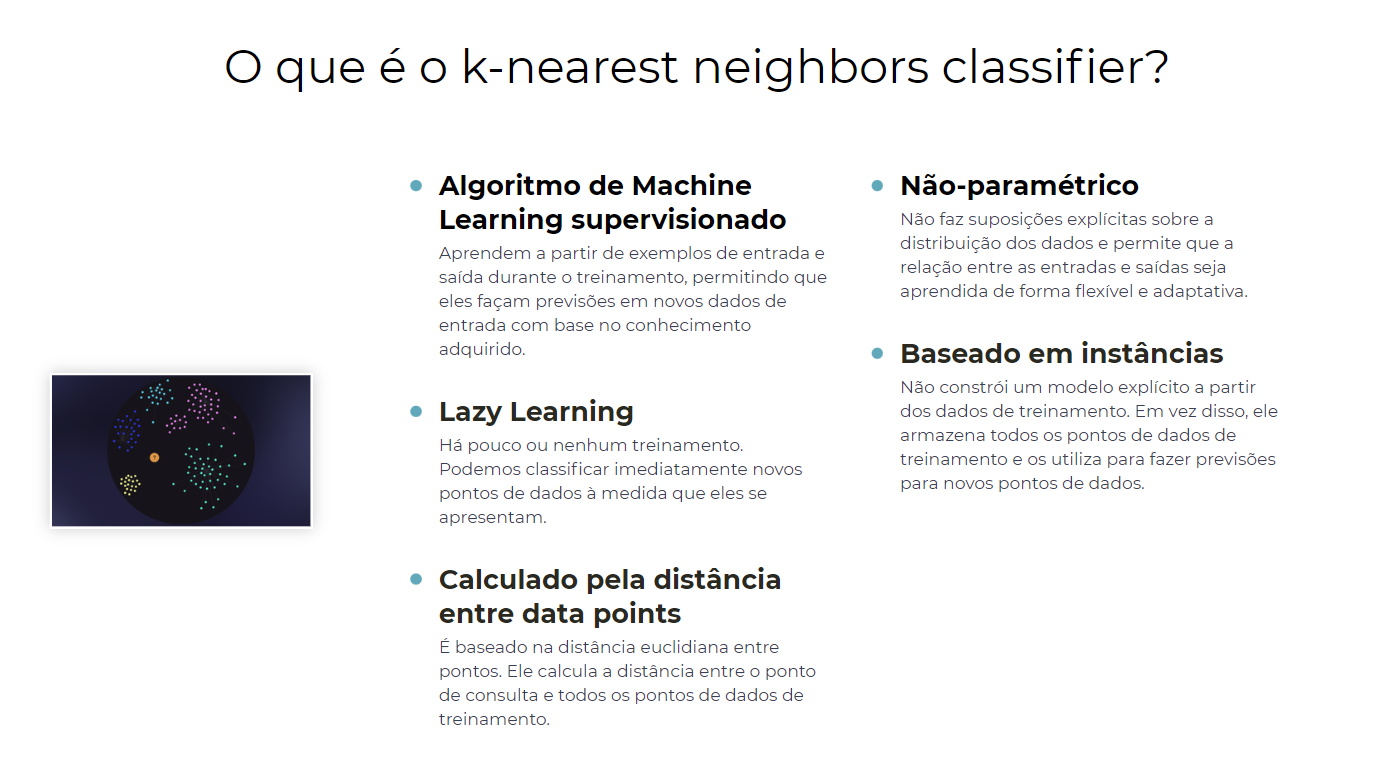 O que é o k-nearest neighbors classifier?
Algoritmo de Machine
Learning supervisionado
Aprendem a partir de exemplos de entrada e
saída durante o treinamento, permitindo que
eles façam previsões em novos dados de
entrada com base no conhecimento
adquirido.
Lazy Learning
Há pouco ou nenhum treinamento.
Podemos classificar imediatamente novos
pontos de dados à medida que eles se
apresentam.
Calculado pela distância
entre data points
É baseado na distância euclidiana entre
pontos. Ele calcula a distância entre o ponto
de consulta e todos os pontos de dados de
treinamento.
Não-paramétrico
Não faz suposições explícitas sobre a
distribuição dos dados e permite que a
relação entre as entradas e saídas seja
aprendida de forma flexível e adaptativa.
Baseado em instâncias
Não constrói um modelo explícito a partir
dos dados de treinamento. Em vez disso, ele
armazena todos os pontos de dados de
treinamento e os utiliza para fazer previsões
para novos pontos de dados.